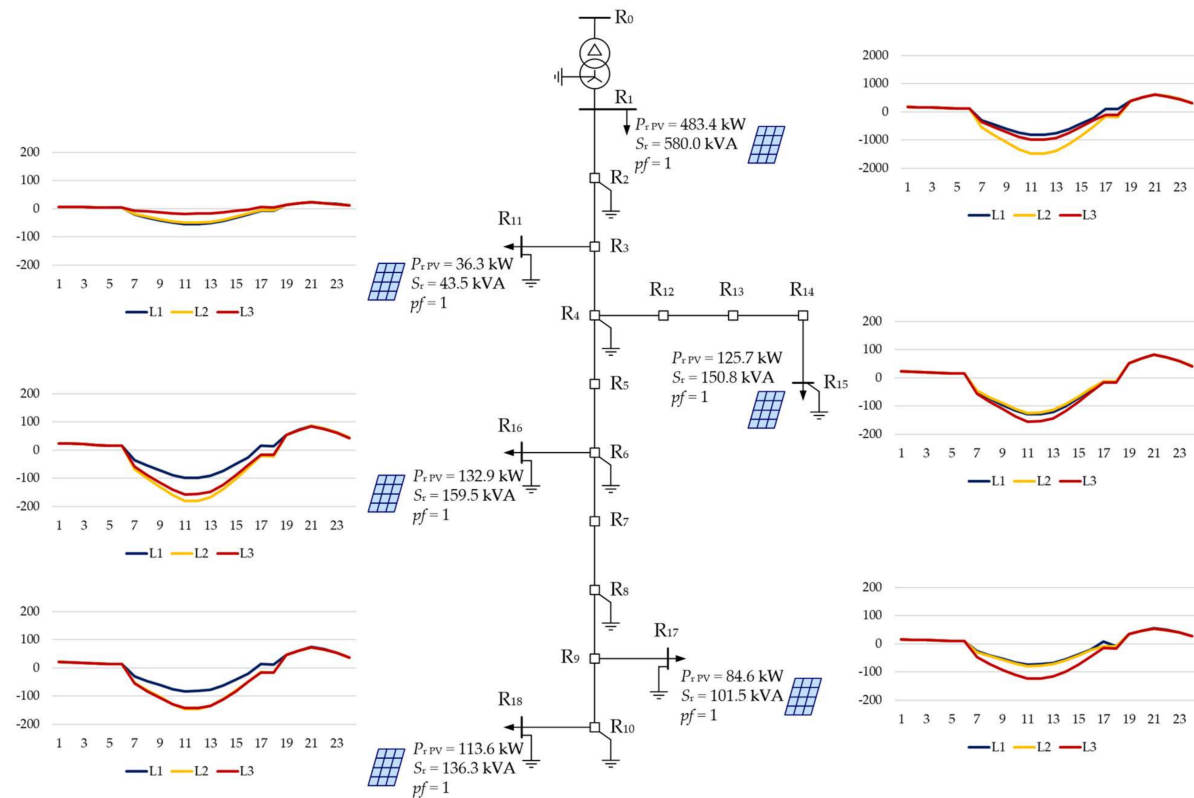 R0
R1
Pr PV = 483.4 kW
Sr = 580.0 kVA
pf = 1
2000
1000
0
-1000
-2000
1 3 5 7 9 11 13 15 17 19 21 23
L1 L2 L3
200
100
0
-100
-200
1 3 5 7 9 11 13 15 17 19 21 23
L1 L2 L3
R2
R11
R3
Pr PV = 36.3 kW
Sr = 43.5 kVA
pf = 1
R4
R12
R13
R14
R15
Pr PV = 125.7 kW
Sr = 150.8 kVA
pf = 1
200
100
0
-100
-200
1 3 5 7 9 11 13 15 17 19 21 23
L1 L2 L3
R5
200
100
0
-100
-200
1 3 5 7 9 11 13 15 17 19 21 23
L1 L2 L3
R16
R6
Pr PV = 132.9 kW
Sr = 159.5 kVA
pf = 1
R7
R8
200
100
0
-100
-200
1 3 5 7 9 11 13 15 17 19 21 23
L1 L2 L3
R9
R17
Pr PV = 84.6 kW
Sr = 101.5 kVA
pf = 1
200
100
0
-100
-200
1 3 5 7 9 11 13 15 17 19 21 23
L1 L2 L3
R18
R10
Pr PV = 113.6 kW
Sr = 136.3 kVA
pf = 1